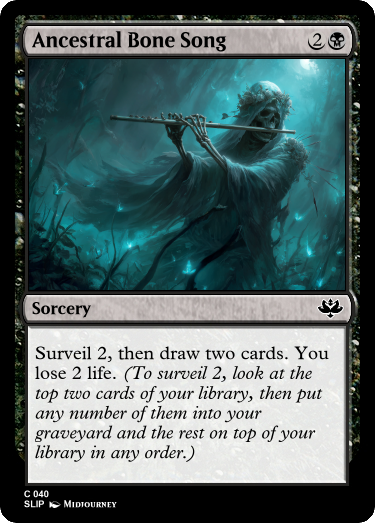 Ancestral Bone Song 2
Sorcery
Surveil 2, then draw two cards. You
lose 2 life. (To surveil 2, look at the
top two cards of your library, then put
any number of them into your
graveyard and the rest on top of your
library in any order.)
C 040
SLIP Midjourney